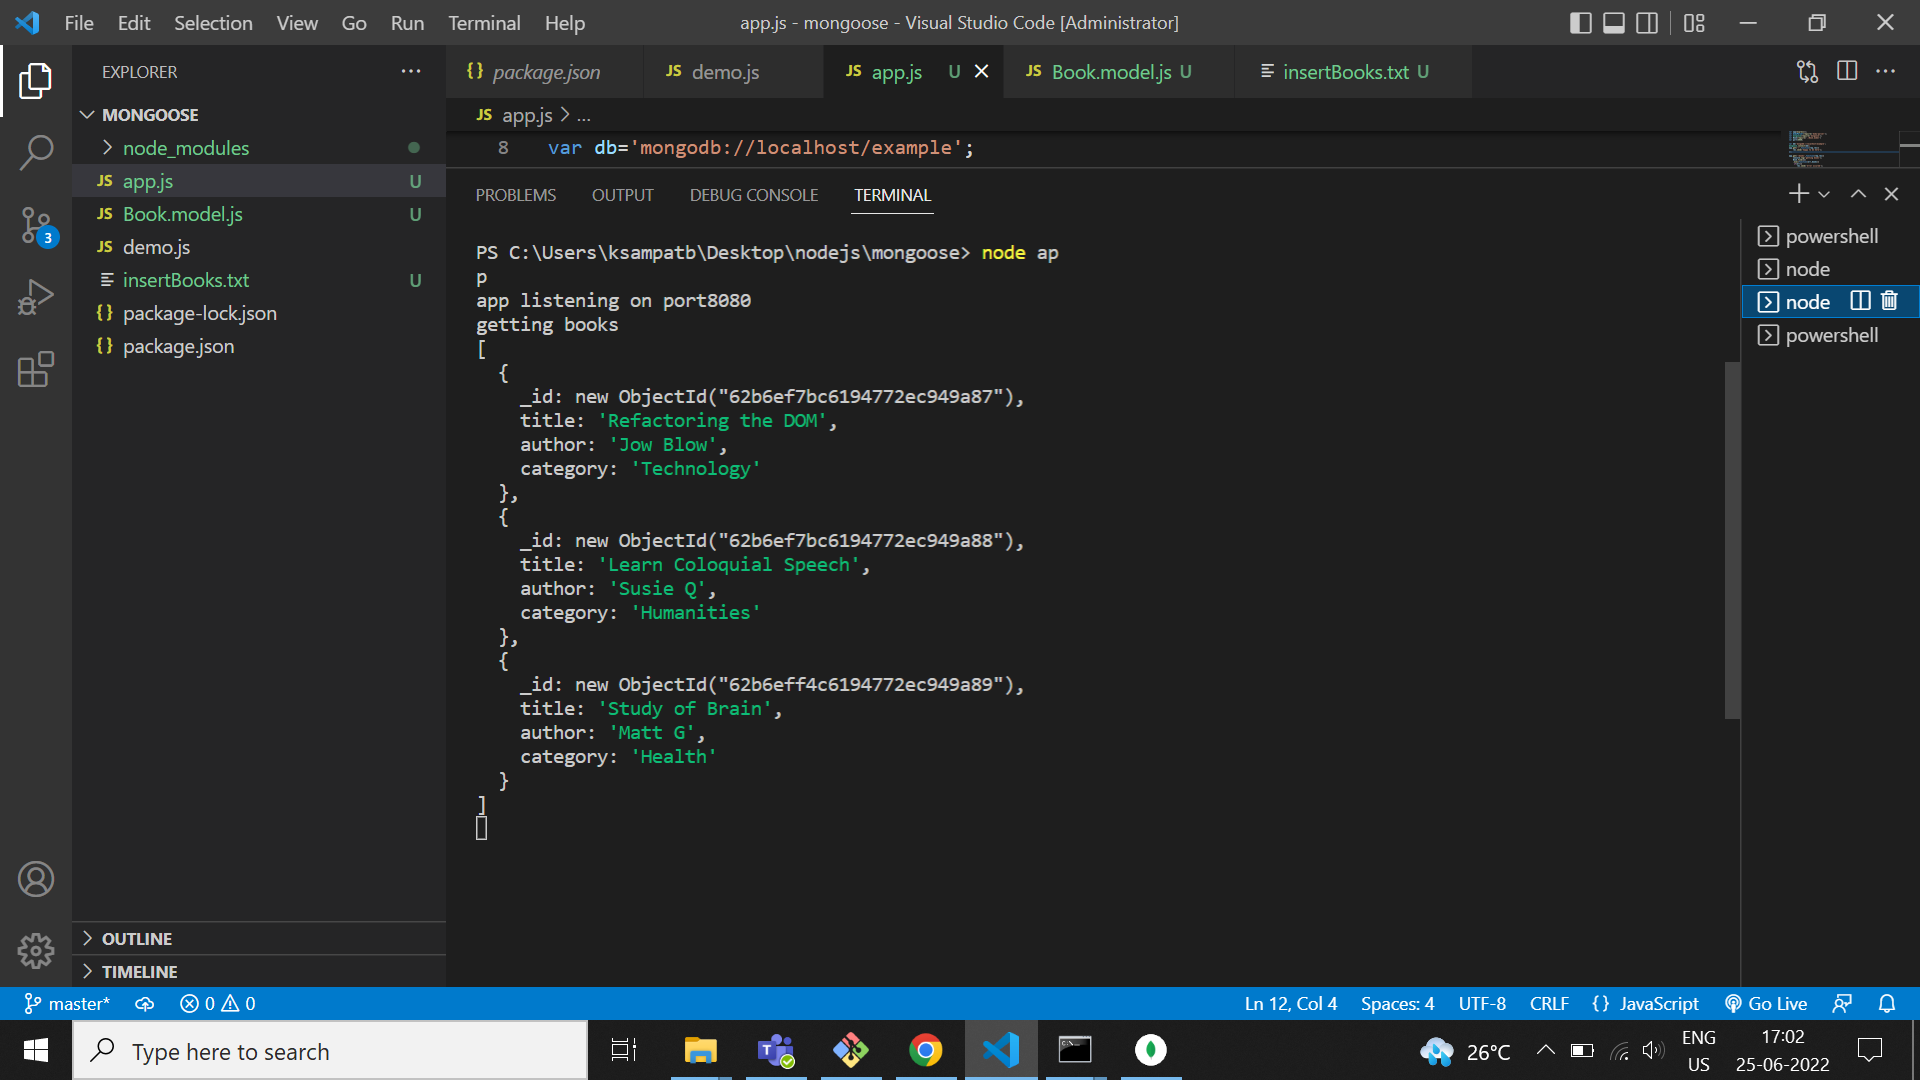 File Edit Selection View Go Run Terminal Help
app.js - mongoose - Visual Studio Code [Administrator]
EXPLORER
{} package.json
JS demo.js
JS app.js U
JS Book.model.js U
insertBooks.txt U
MONGOOSE
node_modules
JS app.js U
JS Book.model.js U
JS demo.js
insertBooks.txt U
{} package-lock.json
{} package.json
3
JS app.js > ...
8 var db='mongodb://localhost/example';
PROBLEMS OUTPUT DEBUG CONSOLE TERMINAL
PS C:\Users\ksampatb\Desktop\nodejs\mongoose> node ap
p
app listening on port8080
getting books
[
{
_id: new ObjectId("62b6ef7bc6194772ec949a87"),
title: 'Refactoring the DOM',
author: 'Jow Blow',
category: 'Technology'
},
{
_id: new ObjectId("62b6ef7bc6194772ec949a88"),
title: 'Learn Coloquial Speech',
author: 'Susie Q',
category: 'Humanities'
},
{
_id: new ObjectId("62b6eff4c6194772ec949a89"),
title: 'Study of Brain',
author: 'Matt G',
category: 'Health'
}
]
powershell
node
node
powershell
OUTLINE
TIMELINE
master* 0 0
Ln 12, Col 4 Spaces: 4 UTF-8 CRLF {} JavaScript Go Live
Type here to search
26°C
ENG
US
17:02
25-06-2022